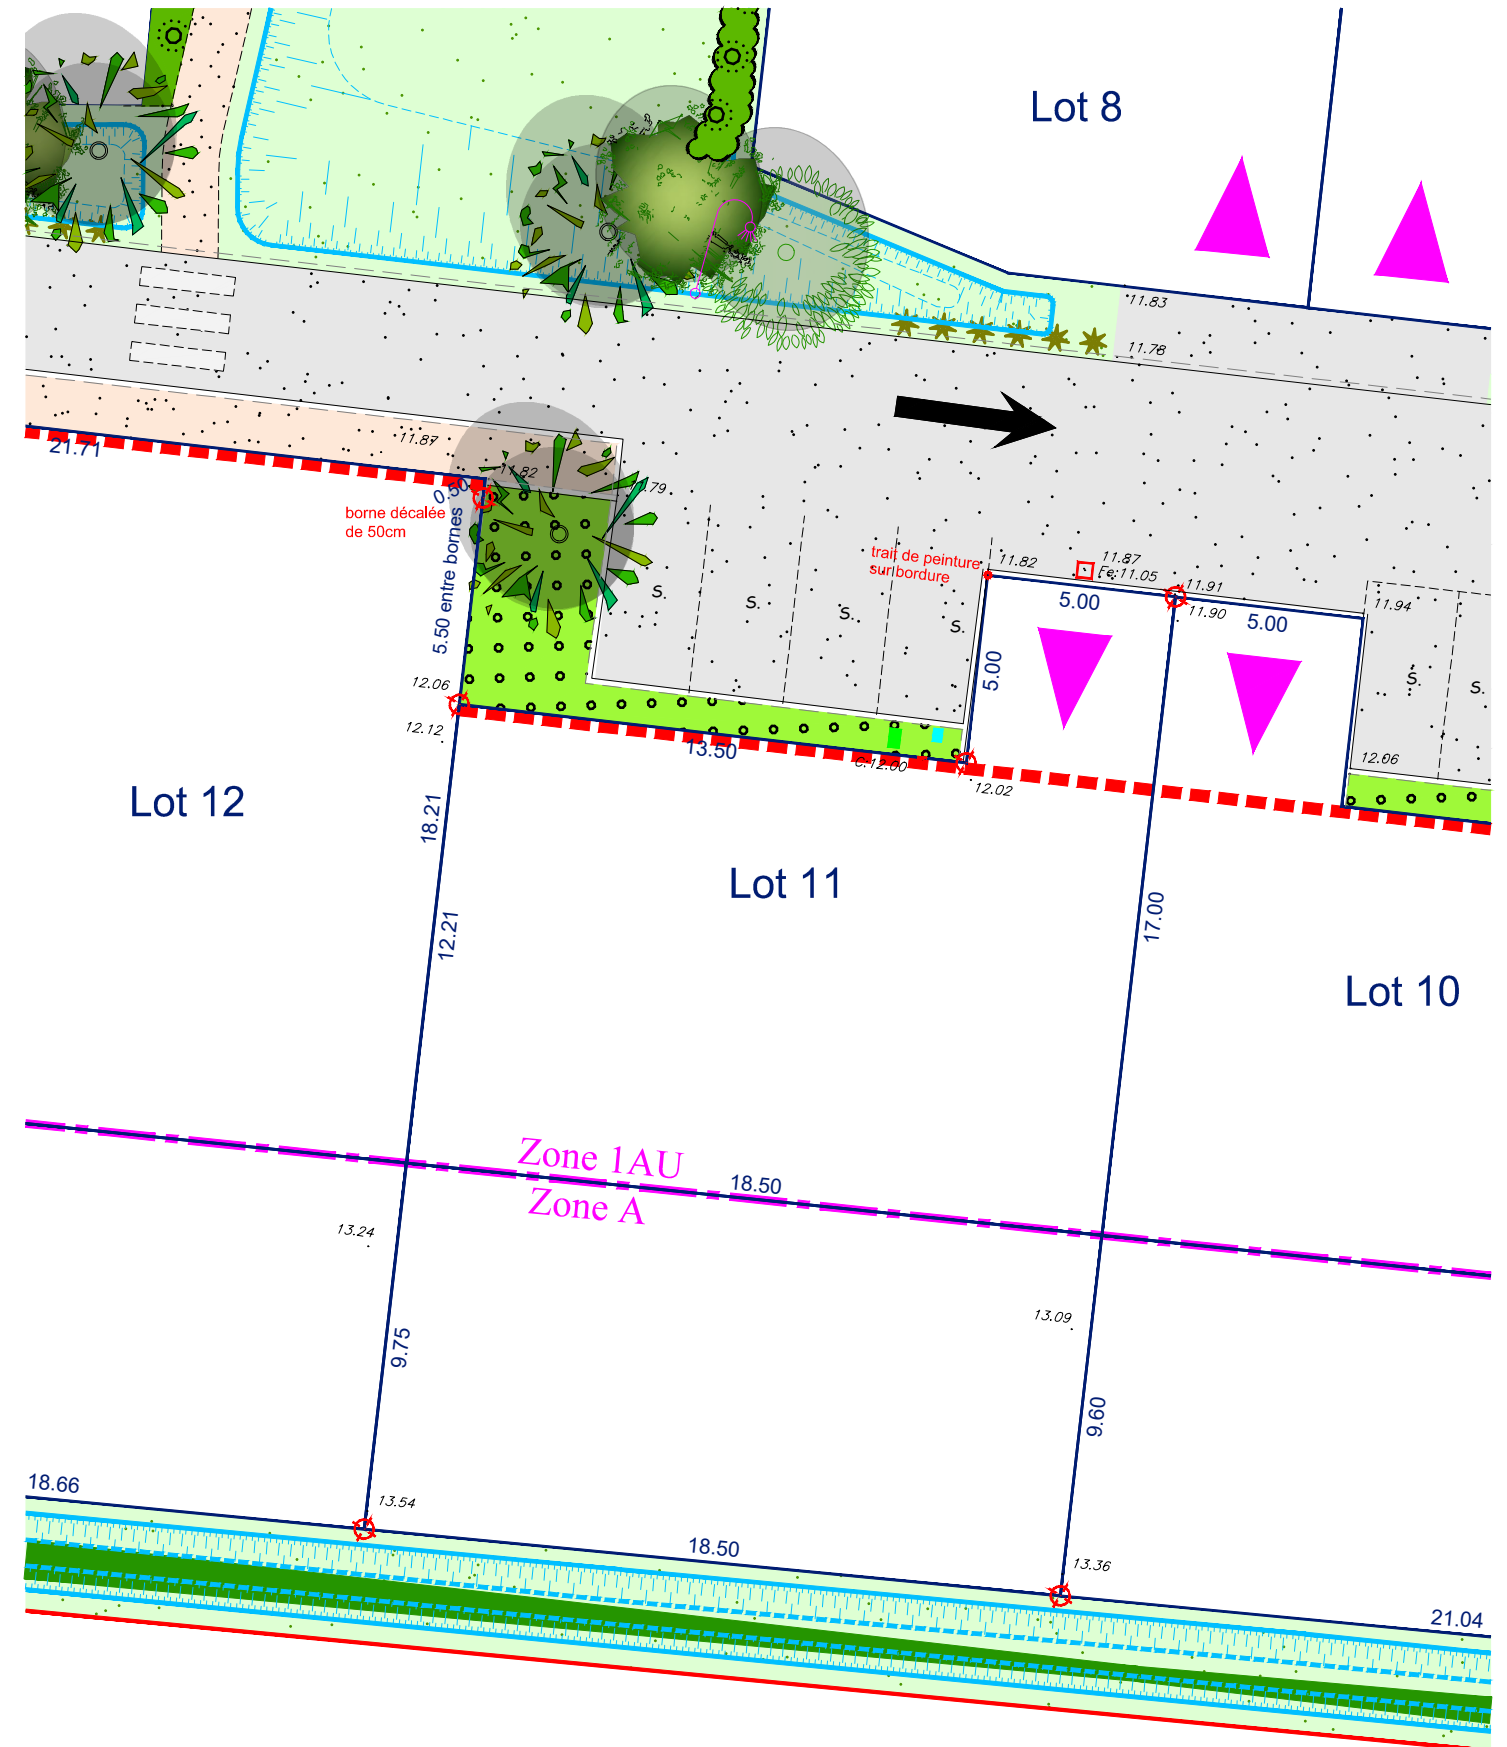 Lot 8
11.83
11.78
11.87
21.71
11.82
0.50
borne décalée
de 50cm
5.50 entre bornes
S.
S.
S.
S.
trait de peinture
sur bordure
11.82
11.87
Fe:11.05
11.91
11.90
5.00
5.00
5.00
11.94
S.
S.
12.06
12.06
12.12
13.50
C:12.00
12.02
Lot 12
18.21
Lot 11
12.21
17.00
Lot 10
Zone 1AU
18.50
Zone A
13.24
13.09
9.75
9.60
18.66
13.54
18.50
13.36
21.04